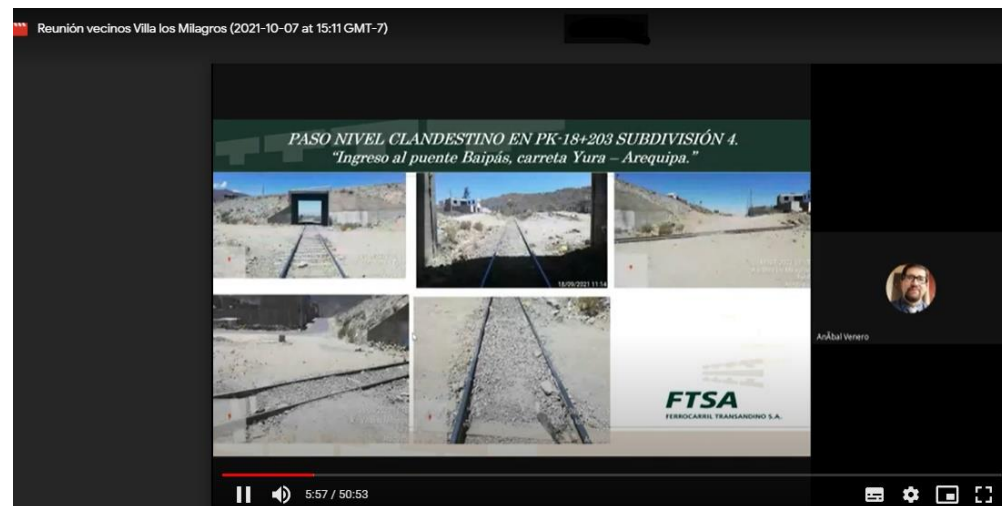 Reunión vecinos Villa los Milagros (2021-10-07 at 15:11 GMT-7)
PASO NIVEL CLANDESTINO EN PK-18+203 SUBDIVISIÓN 4.
“Ingreso al puente Baipás, carreta Yura – Arequipa.”
18/09/2021 11:14
FTSA
FERROCARRIL TRANSANDINO S.A.
AnÃbal Venero
5:57 / 50:53